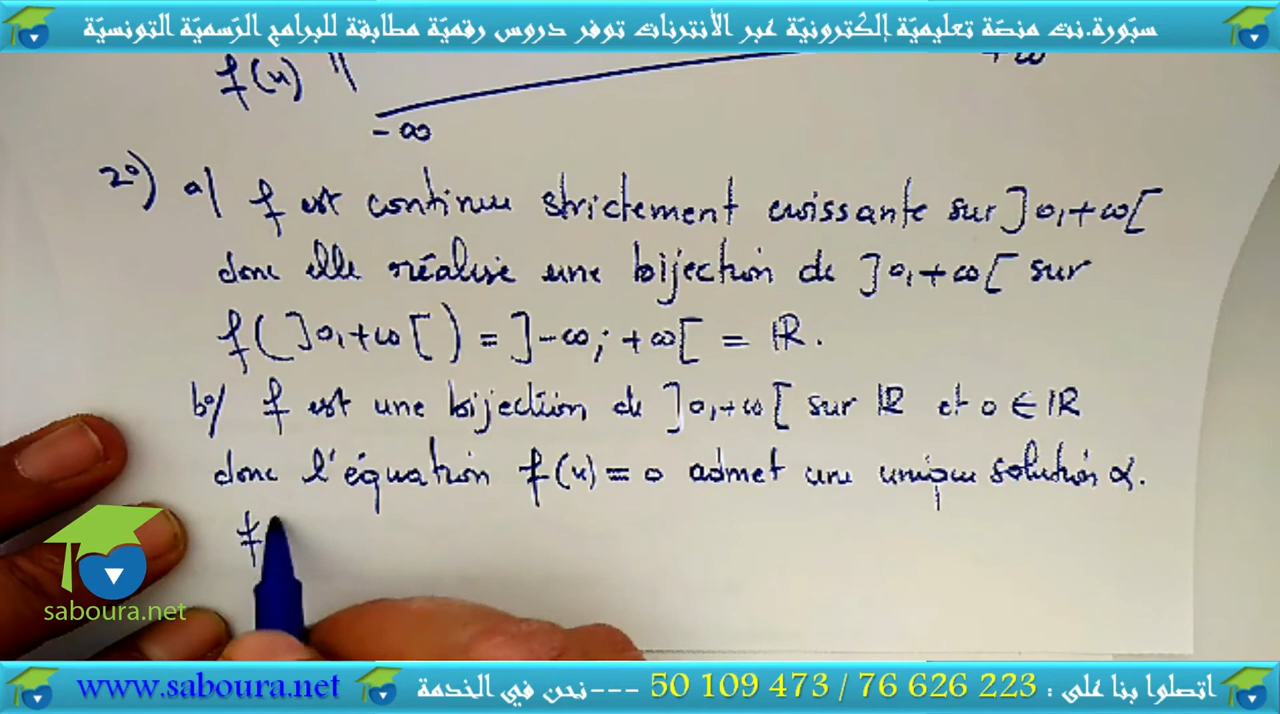 سبّورة.نت منصّة تعليميّة إلكترونيّة عبر الأنترنات توفر دروس رقميّة مطابقة للبرامج الرّسميّة التونسيّة
f(x)
+∞
-∞
2°) a/ f est continue strictement croissante sur ]0,+∞[
donc elle réalise une bijection de ]0,+∞[ sur
f(]0,+∞[) = ]-∞;+∞[ = ℝ.
b/ f est une bijection de ]0,+∞[ sur ℝ et 0 ∈ ℝ
donc l'équation f(x) = 0 admet une unique solution α.
f
saboura.net
www.saboura.net نحن في الخدمة--- 50 109 473 / 76 626 223 : اتصلوا بنا على